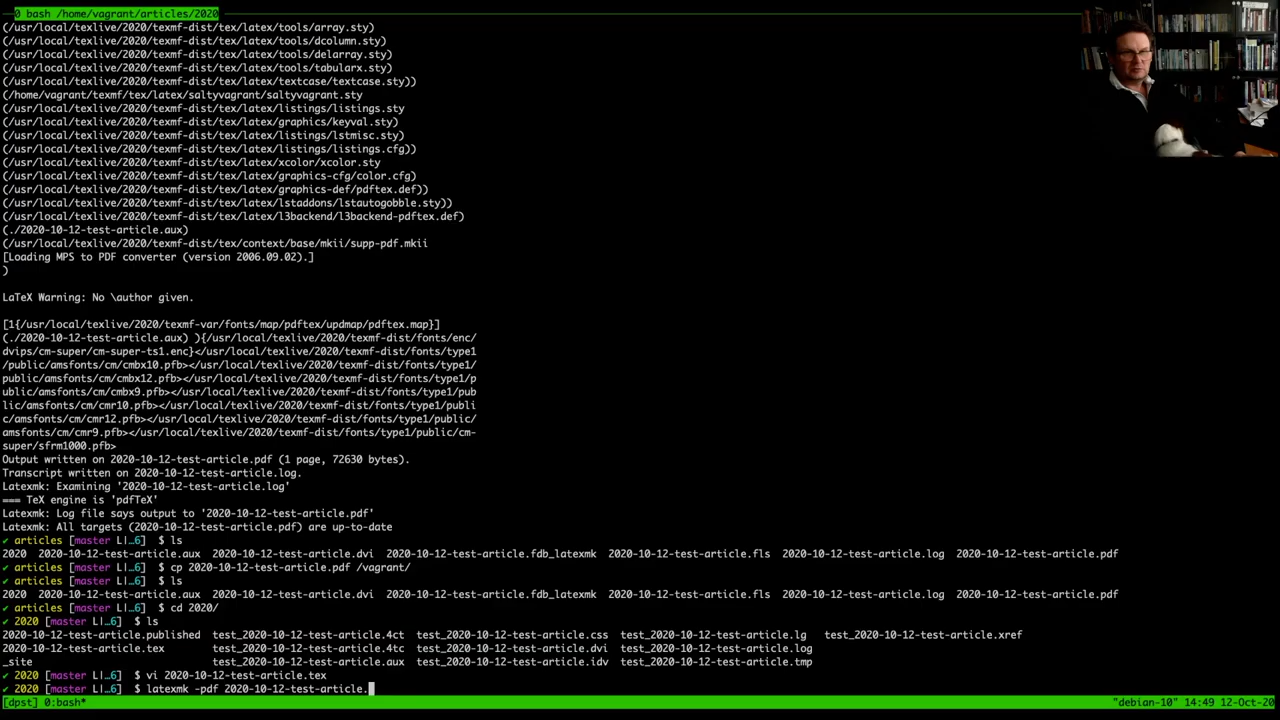 0 bash /home/vagrant/articles/2020
(/usr/local/texlive/2020/texmf-dist/tex/latex/tools/array.sty)
(/usr/local/texlive/2020/texmf-dist/tex/latex/tools/dcolumn.sty)
(/usr/local/texlive/2020/texmf-dist/tex/latex/tools/delarray.sty)
(/usr/local/texlive/2020/texmf-dist/tex/latex/tools/tabularx.sty)
(/usr/local/texlive/2020/texmf-dist/tex/latex/textcase/textcase.sty))
(/home/vagrant/texmf/tex/latex/saltyvagrant/saltyvagrant.sty
(/usr/local/texlive/2020/texmf-dist/tex/latex/listings/listings.sty
(/usr/local/texlive/2020/texmf-dist/tex/latex/graphics/keyval.sty)
(/usr/local/texlive/2020/texmf-dist/tex/latex/listings/lstmisc.sty)
(/usr/local/texlive/2020/texmf-dist/tex/latex/listings/listings.cfg))
(/usr/local/texlive/2020/texmf-dist/tex/latex/xcolor/xcolor.sty
(/usr/local/texlive/2020/texmf-dist/tex/latex/graphics-cfg/color.cfg)
(/usr/local/texlive/2020/texmf-dist/tex/latex/graphics-def/pdftex.def))
(/usr/local/texlive/2020/texmf-dist/tex/latex/lstaddons/lstautogobble.sty))
(/usr/local/texlive/2020/texmf-dist/tex/latex/l3backend/l3backend-pdftex.def)
(./2020-10-12-test-article.aux)
(/usr/local/texlive/2020/texmf-dist/tex/context/base/mkii/supp-pdf.mkii
[Loading MPS to PDF converter (version 2006.09.02).]
)
LaTeX Warning: No \author given.
[1{/usr/local/texlive/2020/texmf-var/fonts/map/pdftex/updmap/pdftex.map}]
(./2020-10-12-test-article.aux) ){/usr/local/texlive/2020/texmf-dist/fonts/enc/
dvips/cm-super/cm-super-ts1.enc}</usr/local/texlive/2020/texmf-dist/fonts/type1
/public/amsfonts/cm/cmbx10.pfb></usr/local/texlive/2020/texmf-dist/fonts/type1/
public/amsfonts/cm/cmbx12.pfb></usr/local/texlive/2020/texmf-dist/fonts/type1/p
ublic/amsfonts/cm/cmbx9.pfb></usr/local/texlive/2020/texmf-dist/fonts/type1/pub
lic/amsfonts/cm/cmr10.pfb></usr/local/texlive/2020/texmf-dist/fonts/type1/publi
c/amsfonts/cm/cmr12.pfb></usr/local/texlive/2020/texmf-dist/fonts/type1/public/
amsfonts/cm/cmr9.pfb></usr/local/texlive/2020/texmf-dist/fonts/type1/public/cm-
super/sfrm1000.pfb>
Output written on 2020-10-12-test-article.pdf (1 page, 72630 bytes).
Transcript written on 2020-10-12-test-article.log.
Latexmk: Examining '2020-10-12-test-article.log'
=== TeX engine is 'pdfTeX'
Latexmk: Log file says output to '2020-10-12-test-article.pdf'
Latexmk: All targets (2020-10-12-test-article.pdf) are up-to-date
✔ articles [master L|…6]  $ ls
2020  2020-10-12-test-article.aux  2020-10-12-test-article.dvi  2020-10-12-test-article.fdb_latexmk  2020-10-12-test-article.fls  2020-10-12-test-article.log  2020-10-12-test-article.pdf
✔ articles [master L|…6]  $ cp 2020-10-12-test-article.pdf /vagrant/
✔ articles [master L|…6]  $ ls
2020  2020-10-12-test-article.aux  2020-10-12-test-article.dvi  2020-10-12-test-article.fdb_latexmk  2020-10-12-test-article.fls  2020-10-12-test-article.log  2020-10-12-test-article.pdf
✔ articles [master L|…6]  $ cd 2020/
✔ 2020 [master L|…6]  $ ls
2020-10-12-test-article.published  test_2020-10-12-test-article.4ct  test_2020-10-12-test-article.css  test_2020-10-12-test-article.lg  test_2020-10-12-test-article.xref
2020-10-12-test-article.tex  test_2020-10-12-test-article.4tc  test_2020-10-12-test-article.dvi  test_2020-10-12-test-article.log
_site  test_2020-10-12-test-article.aux  test_2020-10-12-test-article.idv  test_2020-10-12-test-article.tmp
✔ 2020 [master L|…6]  $ vi 2020-10-12-test-article.tex
✔ 2020 [master L|…6]  $ latexmk -pdf 2020-10-12-test-article.
[dpst] 0:bash*  "debian-10" 14:49 12-Oct-20